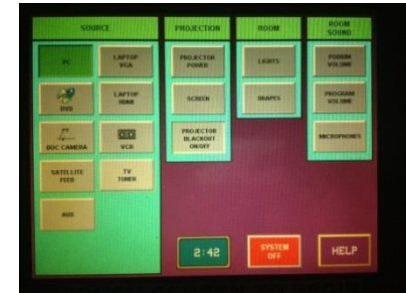 SOURCE
PC
LAPTOP
VGA
DVD
LAPTOP
HDMI
DOC CAMERA
VCR
SATELLITE
FEED
TV
TUNER
AUX
PROJECTION
PROJECTOR
POWER
SCREEN
PROJECTOR
BLACKOUT
ON/OFF
ROOM
LIGHTS
DRAPES
ROOM
SOUND
PODIUM
VOLUME
PROGRAM
VOLUME
MICROPHONES
2:42
SYSTEM
OFF
HELP